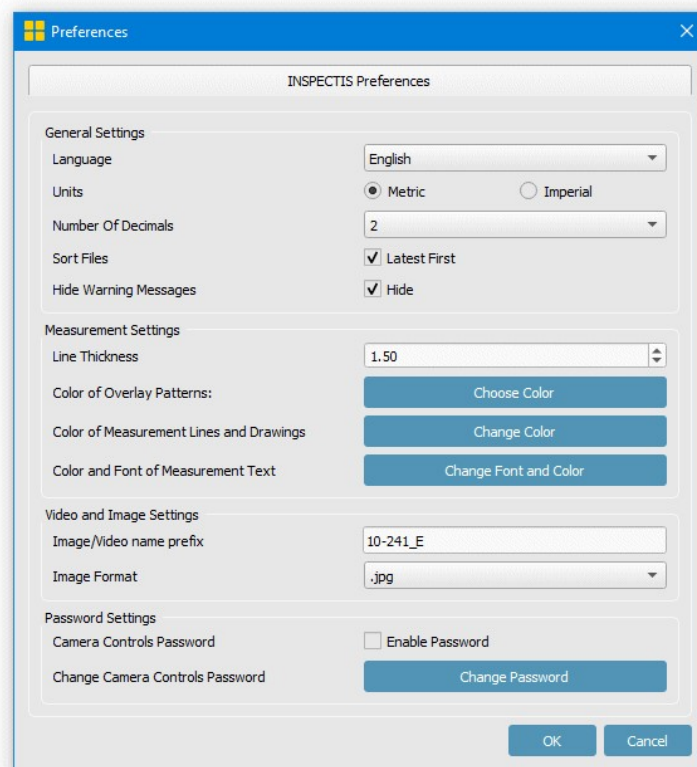 Preferences
INSPECTIS Preferences
General Settings
Language English
Units Metric Imperial
Number Of Decimals 2
Sort Files Latest First
Hide Warning Messages Hide
Measurement Settings
Line Thickness 1.50
Color of Overlay Patterns: Choose Color
Color of Measurement Lines and Drawings Change Color
Color and Font of Measurement Text Change Font and Color
Video and Image Settings
Image/Video name prefix 10-241_E
Image Format .jpg
Password Settings
Camera Controls Password Enable Password
Change Camera Controls Password Change Password
OK Cancel